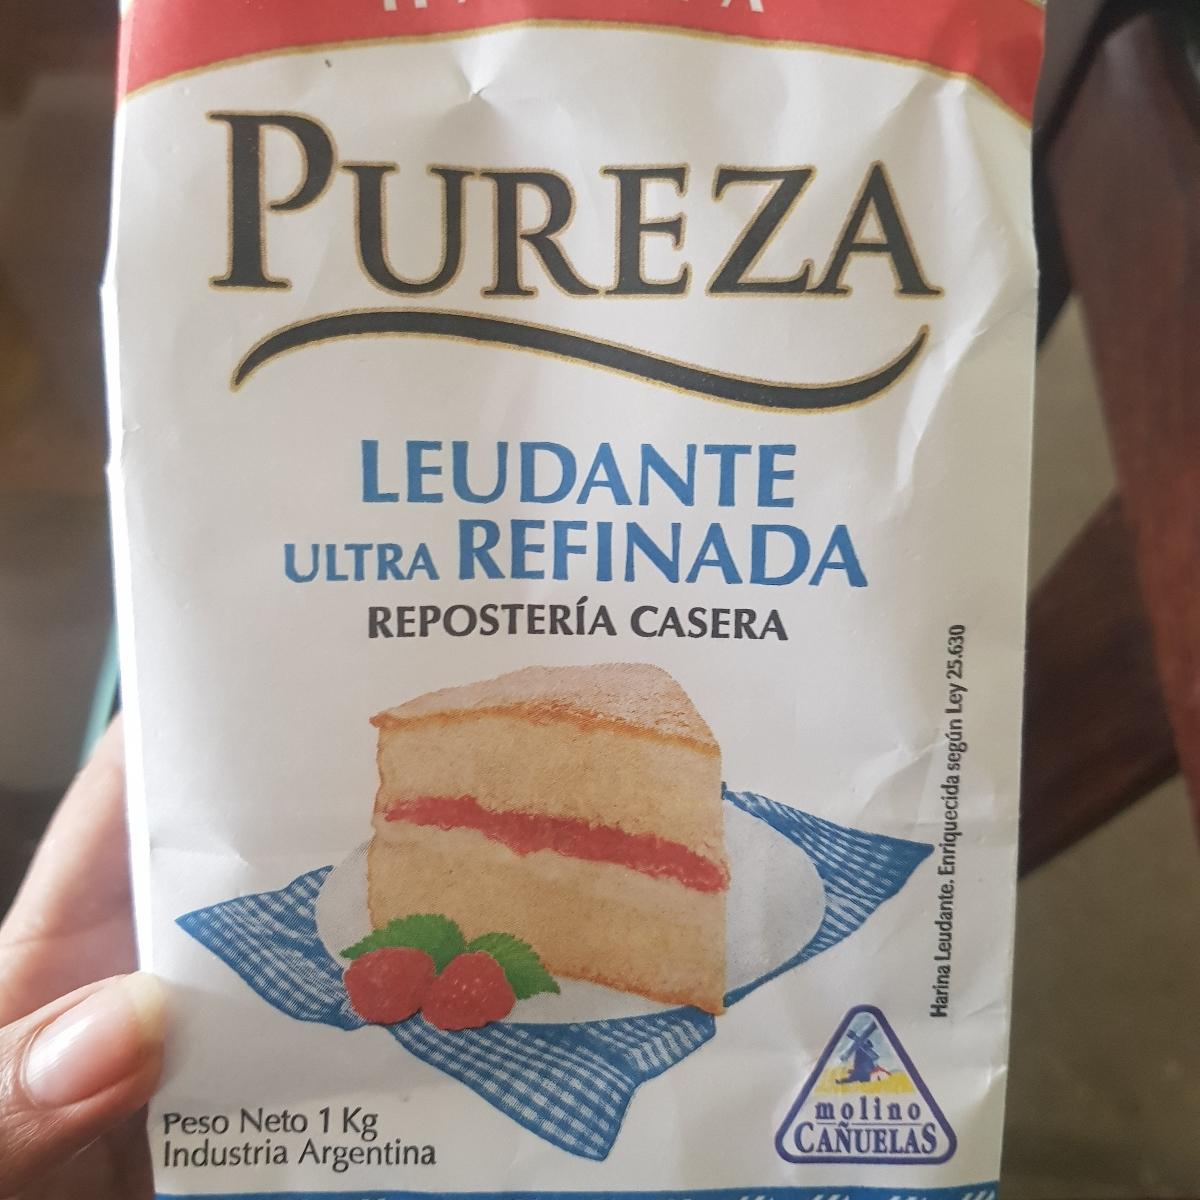 PUREZA
LEUDANTE
ULTRA REFINADA
REPOSTERÍA CASERA
Harina Leudante. Enriquecida según Ley 25.630
molino
CAÑUELAS
Peso Neto 1 Kg
Industria Argentina